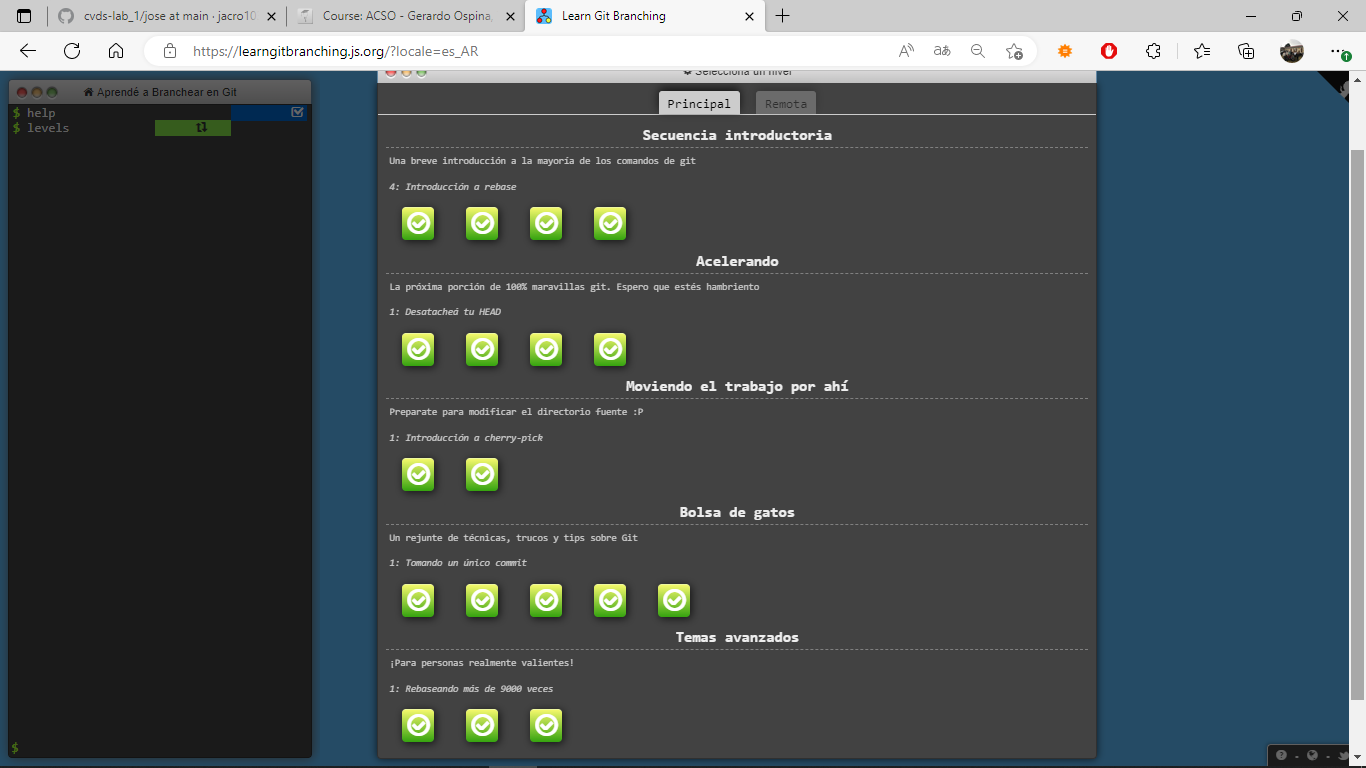 cvds-lab_1/jose at main · jacro10
Course: ACSO - Gerardo Ospina
Learn Git Branching
https://learngitbranching.js.org/?locale=es_AR
Aprendé a Branchear en Git
$ help
$ levels
$
Selecciona un nivel
Principal
Remota
Secuencia introductoria
Una breve introducción a la mayoría de los comandos de git
4: Introducción a rebase
Acelerando
La próxima porción de 100% maravillas git. Espero que estés hambriento
1: Desatacheá tu HEAD
Moviendo el trabajo por ahí
Preparate para modificar el directorio fuente :P
1: Introducción a cherry-pick
Bolsa de gatos
Un rejunte de técnicas, trucos y tips sobre Git
1: Tomando un único commit
Temas avanzados
¡Para personas realmente valientes!
1: Rebaseando más de 9000 veces